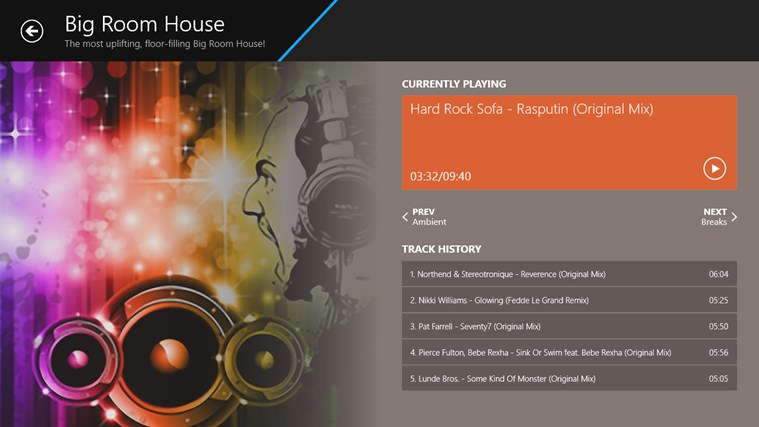 Big Room House
The most uplifting, floor-filling Big Room House!
CURRENTLY PLAYING
Hard Rock Sofa - Rasputin (Original Mix)
03:32/09:40
PREV
Ambient
NEXT
Breaks
TRACK HISTORY
1. Northend & Stereotronique - Reverence (Original Mix) 06:04
2. Nikki Williams - Glowing (Fedde Le Grand Remix) 05:25
3. Pat Farrell - Seventy7 (Original Mix) 05:50
4. Pierce Fulton, Bebe Rexha - Sink Or Swim feat. Bebe Rexha (Original Mix) 05:56
5. Lunde Bros. - Some Kind Of Monster (Original Mix) 05:05